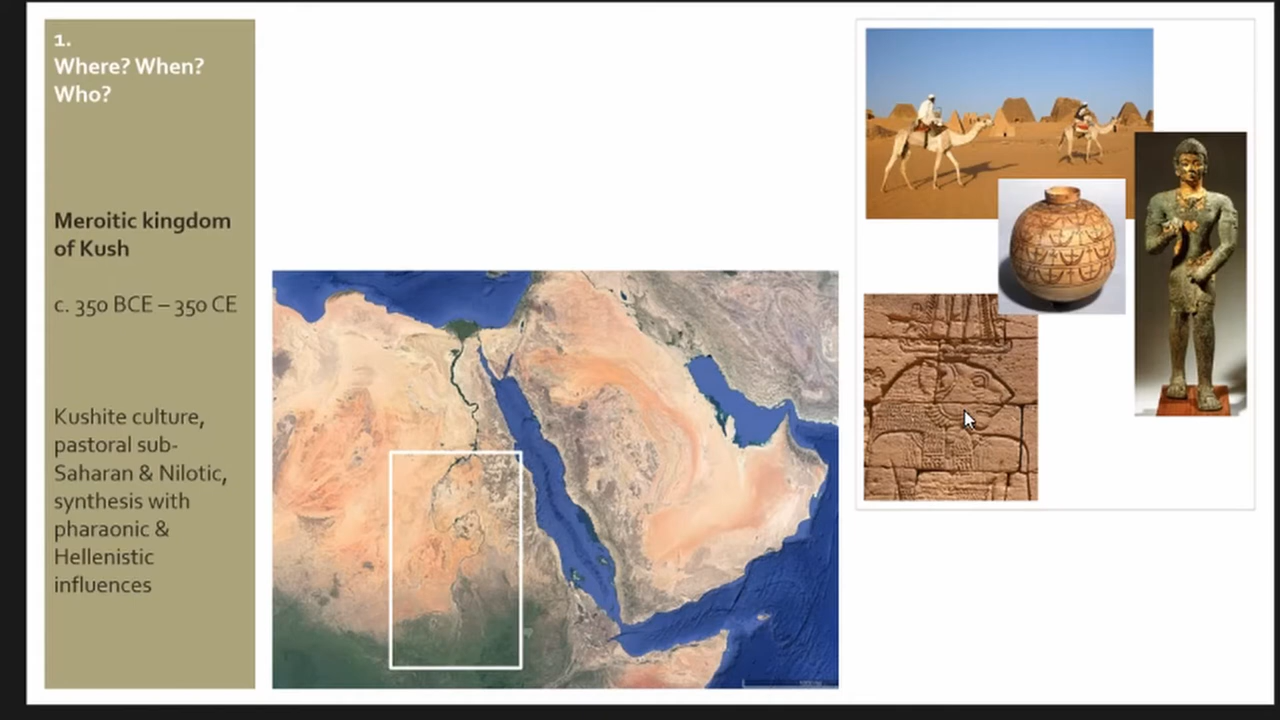 1.
Where? When?
Who?
Meroitic kingdom
of Kush
c. 350 BCE – 350 CE
Kushite culture,
pastoral sub-
Saharan & Nilotic,
synthesis with
pharaonic &
Hellenistic
influences